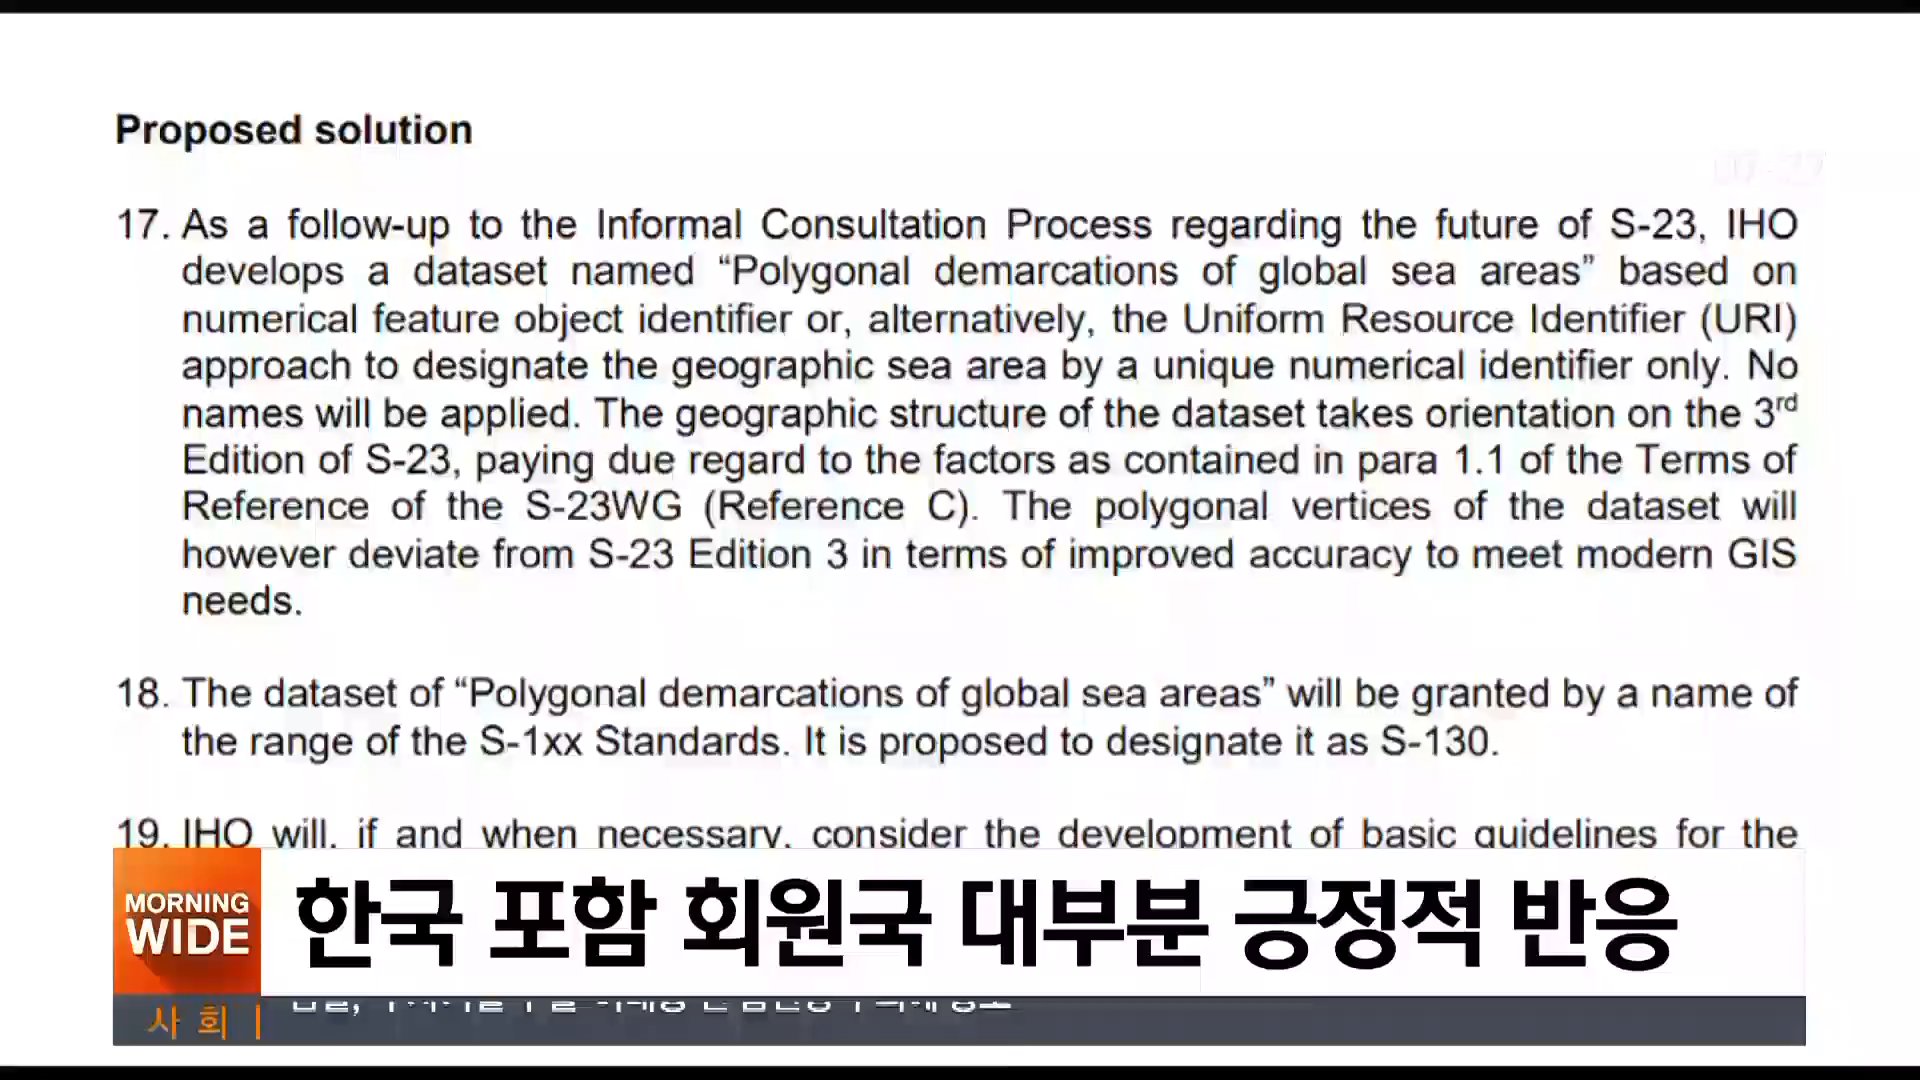 Proposed solution
17. As a follow-up to the Informal Consultation Process regarding the future of S-23, IHO
develops a dataset named “Polygonal demarcations of global sea areas” based on
numerical feature object identifier or, alternatively, the Uniform Resource Identifier (URI)
approach to designate the geographic sea area by a unique numerical identifier only. No
names will be applied. The geographic structure of the dataset takes orientation on the 3rd
Edition of S-23, paying due regard to the factors as contained in para 1.1 of the Terms of
Reference of the S-23WG (Reference C). The polygonal vertices of the dataset will
however deviate from S-23 Edition 3 in terms of improved accuracy to meet modern GIS
needs.
18. The dataset of “Polygonal demarcations of global sea areas” will be granted by a name of
the range of the S-1xx Standards. It is proposed to designate it as S-130.
19. IHO will, if and when necessary, consider the development of basic guidelines for the
MORNING
WIDE
한국 포함 회원국 대부분 긍정적 반응
사회